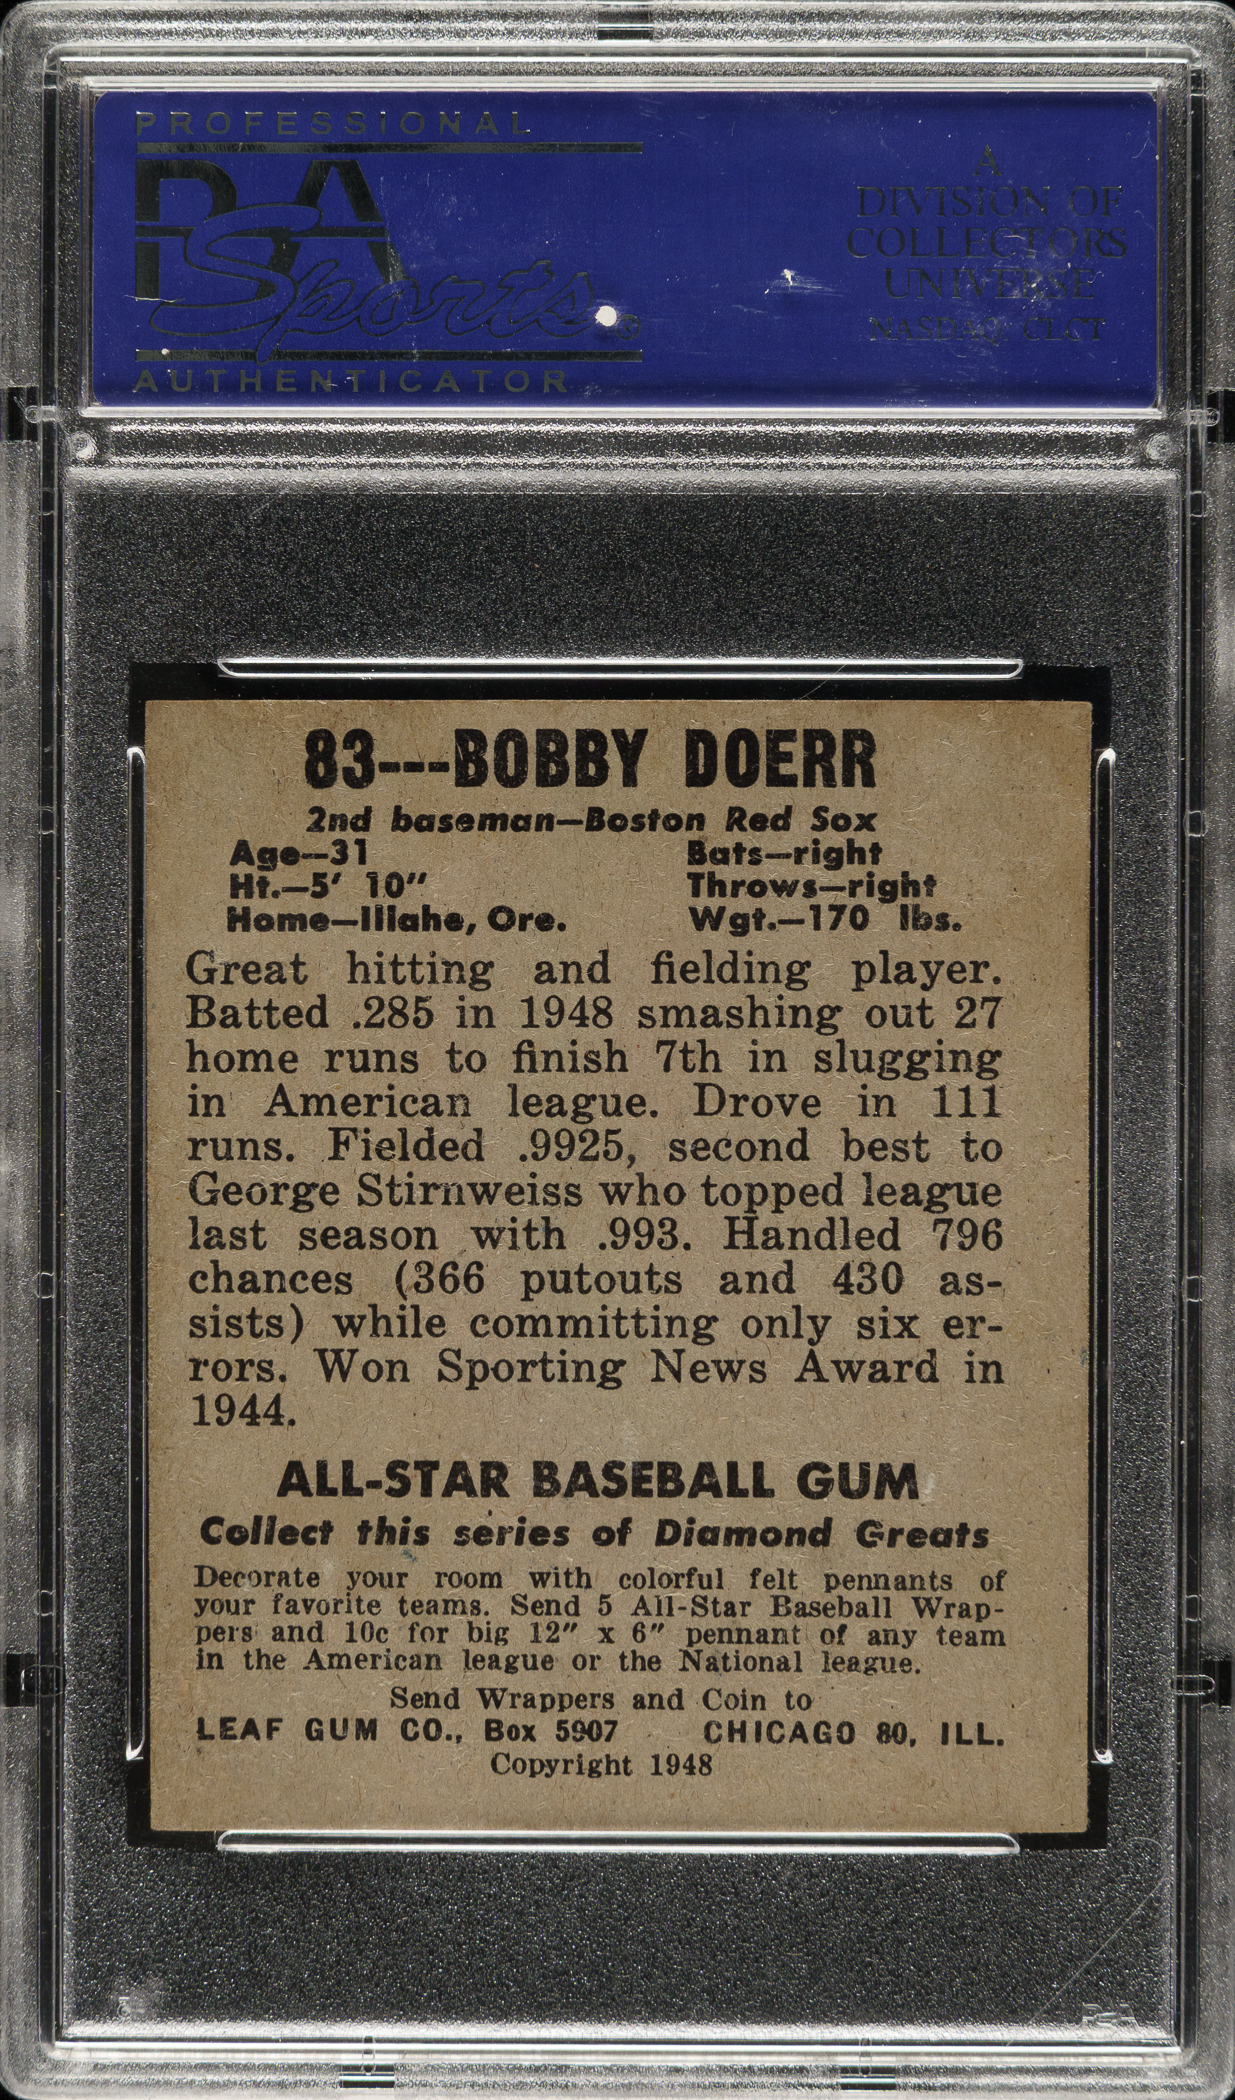 PROFESSIONAL
PSA
Sports
AUTHENTICATOR
A
DIVISION OF
COLLECTORS
UNIVERSE
NASDAQ: CLCT
83---BOBBY DOERR
2nd baseman—Boston Red Sox
Age—31 Bats—right
Ht.—5' 10" Throws—right
Home—Illahe, Ore. Wgt.—170 lbs.
Great hitting and fielding player.
Batted .285 in 1948 smashing out 27
home runs to finish 7th in slugging
in American league. Drove in 111
runs. Fielded .9925, second best to
George Stirnweiss who topped league
last season with .993. Handled 796
chances (366 putouts and 430 as-
sists) while committing only six er-
rors. Won Sporting News Award in
1944.
ALL-STAR BASEBALL GUM
Collect this series of Diamond Greats
Decorate your room with colorful felt pennants of
your favorite teams. Send 5 All-Star Baseball Wrap-
pers and 10c for big 12" x 6" pennant of any team
in the American league or the National league.
Send Wrappers and Coin to
LEAF GUM CO., Box 5907 CHICAGO 80, ILL.
Copyright 1948
PSA